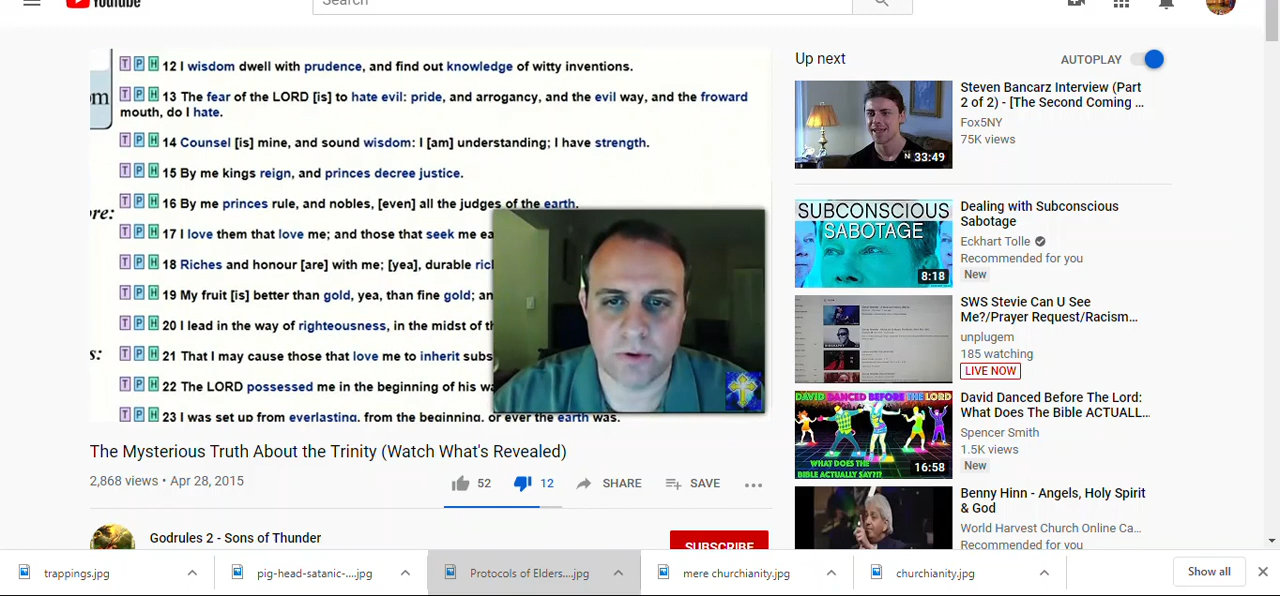 YouTube
Search
T P H 12 I wisdom dwell with prudence, and find out knowledge of witty inventions.
T P H 13 The fear of the LORD [is] to hate evil: pride, and arrogancy, and the evil way, and the froward
mouth, do I hate.
om
T P H 14 Counsel [is] mine, and sound wisdom: I [am] understanding; I have strength.
T P H 15 By me kings reign, and princes decree justice.
T P H 16 By me princes rule, and nobles, [even] all the judges of the earth.
ore:
T P H 17 I love them that love me; and those that seek me ea
T P H 18 Riches and honour [are] with me; [yea], durable ric
T P H 19 My fruit [is] better than gold, yea, than fine gold; an
T P H 20 I lead in the way of righteousness, in the midst of th
s:
T P H 21 That I may cause those that love me to inherit subs
T P H 22 The LORD possessed me in the beginning of his wa
T P H 23 I was set up from everlasting, from the beginning, or ever the earth was.
The Mysterious Truth About the Trinity (Watch What's Revealed)
2,868 views • Apr 28, 2015
52
12
SHARE
SAVE
Godrules 2 - Sons of Thunder
SUBSCRIBE
Up next
AUTOPLAY
N 33:49
Steven Bancarz Interview (Part
2 of 2) - [The Second Coming ...
Fox5NY
75K views
SUBCONSCIOUS
SABOTAGE
8:18
Dealing with Subconscious
Sabotage
Eckhart Tolle
Recommended for you
New
SWS Stevie Can U See
Me?/Prayer Request/Racism...
unplugem
185 watching
LIVE NOW
DAVID DANCED BEFORE THE LORD
WHAT DOES THE
BIBLE ACTUALLY SAY?!?
16:58
David Danced Before The Lord:
What Does The Bible ACTUALL...
Spencer Smith
1.5K views
New
Benny Hinn - Angels, Holy Spirit
& God
World Harvest Church Online Ca...
Recommended for you
trappings.jpg
pig-head-satanic-....jpg
Protocols of Elders....jpg
mere churchianity.jpg
churchianity.jpg
Show all